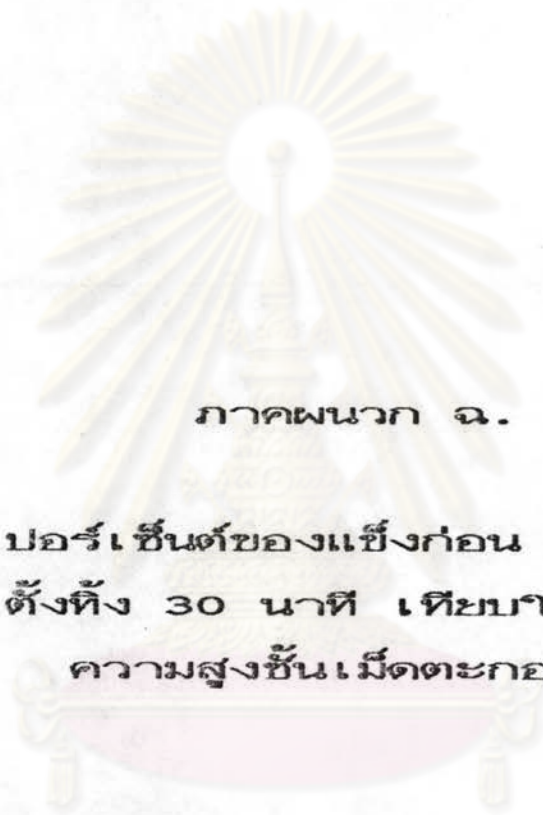 ภาคผนวก ฉ.
ปอร์เซ็นต์ของแข็งก่อน
ตั้งทิ้ง 30 นาที เทียบ
ความสูงชั้นเม็ดตะกอ